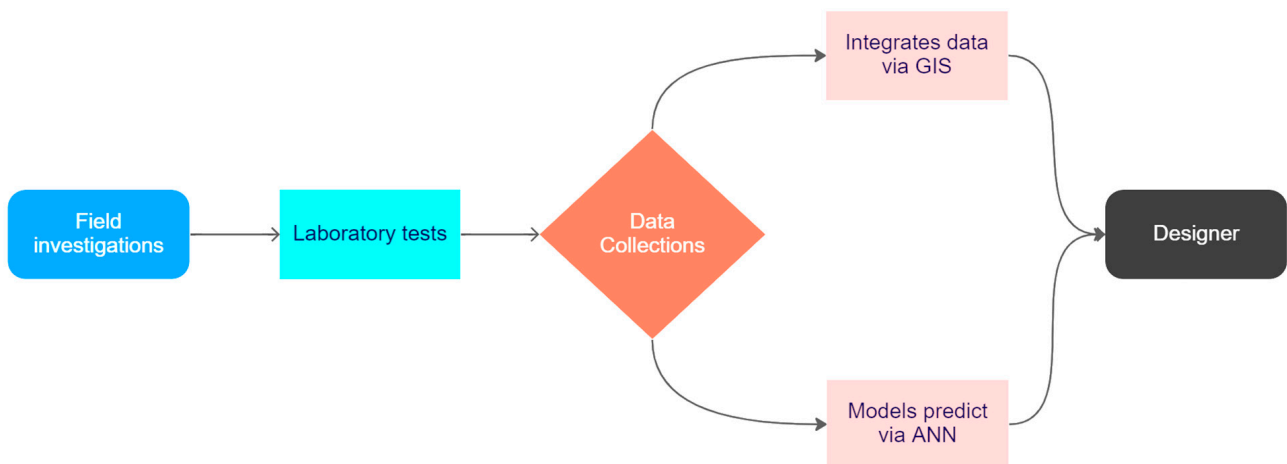 Field
investigations
Laboratory tests
Data
Collections
Integrates data
via GIS
Models predict
via ANN
Designer